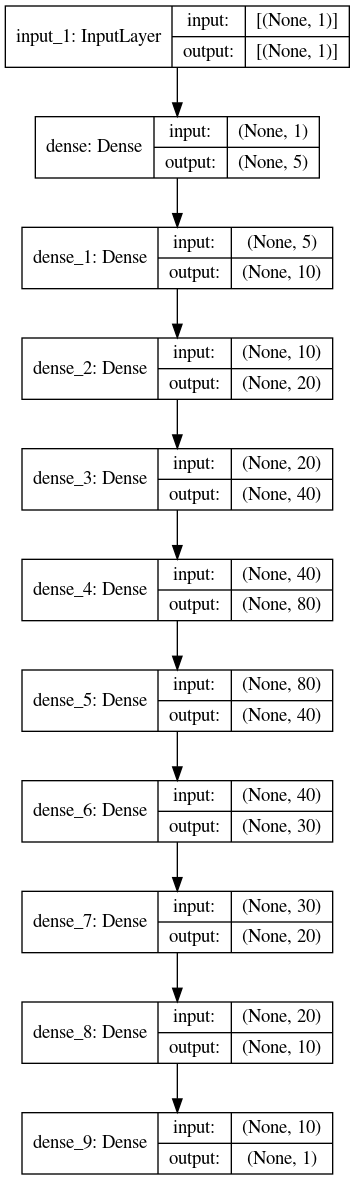 input_1: InputLayer
input: [(None, 1)]
output: [(None, 1)]
dense: Dense
input: (None, 1)
output: (None, 5)
dense_1: Dense
input: (None, 5)
output: (None, 10)
dense_2: Dense
input: (None, 10)
output: (None, 20)
dense_3: Dense
input: (None, 20)
output: (None, 40)
dense_4: Dense
input: (None, 40)
output: (None, 80)
dense_5: Dense
input: (None, 80)
output: (None, 40)
dense_6: Dense
input: (None, 40)
output: (None, 30)
dense_7: Dense
input: (None, 30)
output: (None, 20)
dense_8: Dense
input: (None, 20)
output: (None, 10)
dense_9: Dense
input: (None, 10)
output: (None, 1)